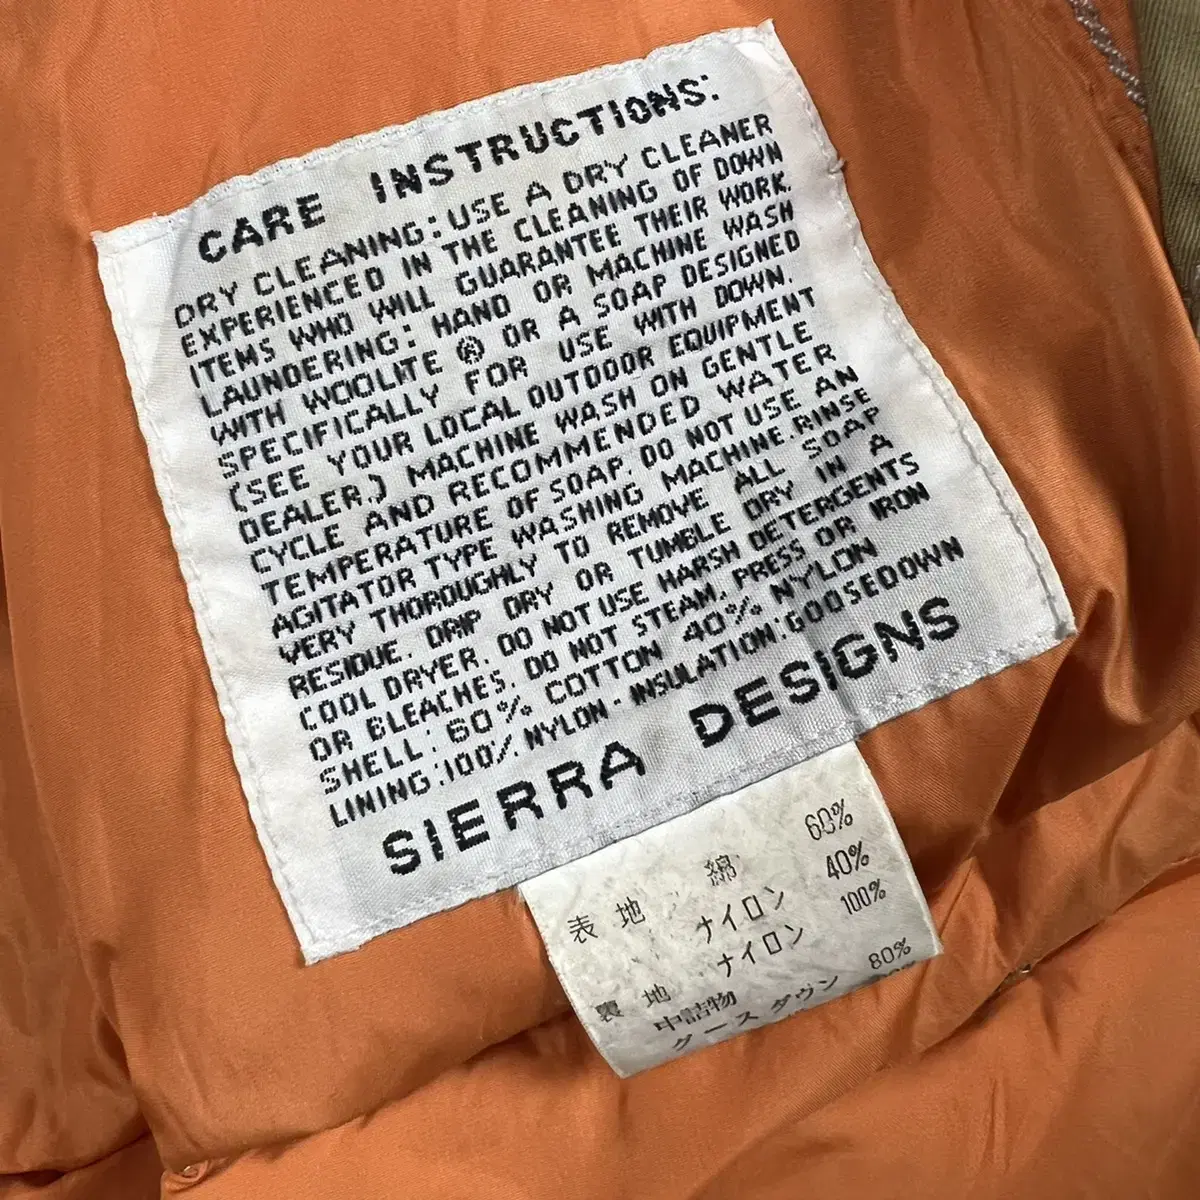 CARE INSTRUCTIONS:
DRY CLEANING: USE A DRY CLEANER
EXPERIENCED IN THE CLEANING OF DOWN
ITEMS WHO WILL GUARANTEE THEIR WORK.
LAUNDERING: HAND OR MACHINE WASH
WITH WOOLITE ® OR A SOAP DESIGNED
SPECIFICALLY FOR USE WITH DOWN.
(SEE YOUR LOCAL OUTDOOR EQUIPMENT
DEALER.) MACHINE WASH ON GENTLE
CYCLE AND RECOMMENDED WATER
TEMPERATURE OF SOAP. DO NOT USE AN
AGITATOR TYPE WASHING MACHINE. RINSE
VERY THOROUGHLY TO REMOVE ALL SOAP
RESIDUE. DRIP DRY OR TUMBLE DRY IN A
COOL DRYER. DO NOT USE HARSH DETERGENTS
OR BLEACHES. DO NOT STEAM, PRESS OR IRON
SHELL: 60% COTTON 40% NYLON
LINING: 100% NYLON - INSULATION: GOOSEDOWN
SIERRA DESIGNS
表地 綿 60%
ナイロン 40%
裏地 ナイロン 100%
中詰物
グース ダウン 80%